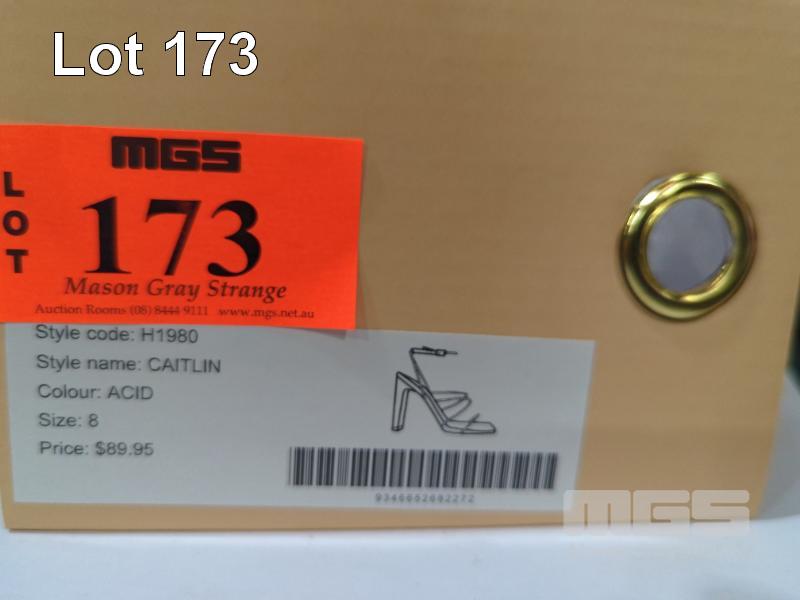 Lot 173
MGS
LOT
173
Mason Gray Strange
Auction Rooms (08) 8444 9111 www.mgs.net.au
Style code: H1980
Style name: CAITLIN
Colour: ACID
Size: 8
Price: $89.95
9346652692272
MGS